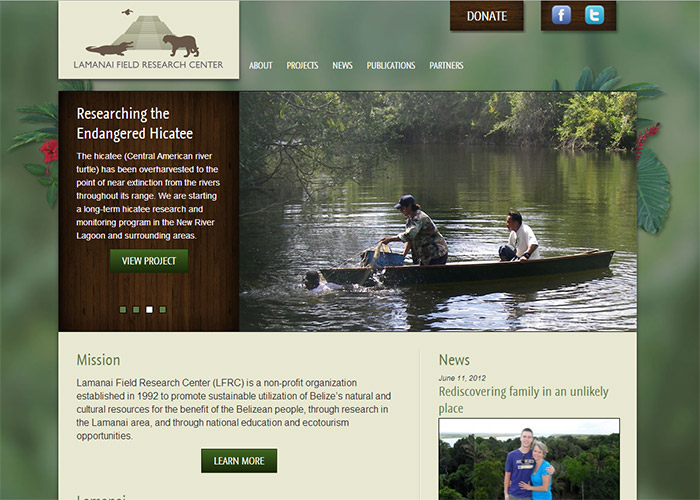 LAMANAI FIELD RESEARCH CENTER
DONATE
ABOUT PROJECTS NEWS PUBLICATIONS PARTNERS
Researching the
Endangered Hicatee
The hicatee (Central American river
turtle) has been overharvested to the
point of near extinction from the rivers
throughout its range. We are starting
a long-term hicatee research and
monitoring program in the New River
Lagoon and surrounding areas.
VIEW PROJECT
Mission
Lamanai Field Research Center (LFRC) is a non-profit organization
established in 1992 to promote sustainable utilization of Belize's natural and
cultural resources for the benefit of the Belizean people, through research in
the Lamanai area, and through national education and ecotourism
opportunities.
LEARN MORE
Lamanai
News
June 11, 2012
Rediscovering family in an unlikely
place